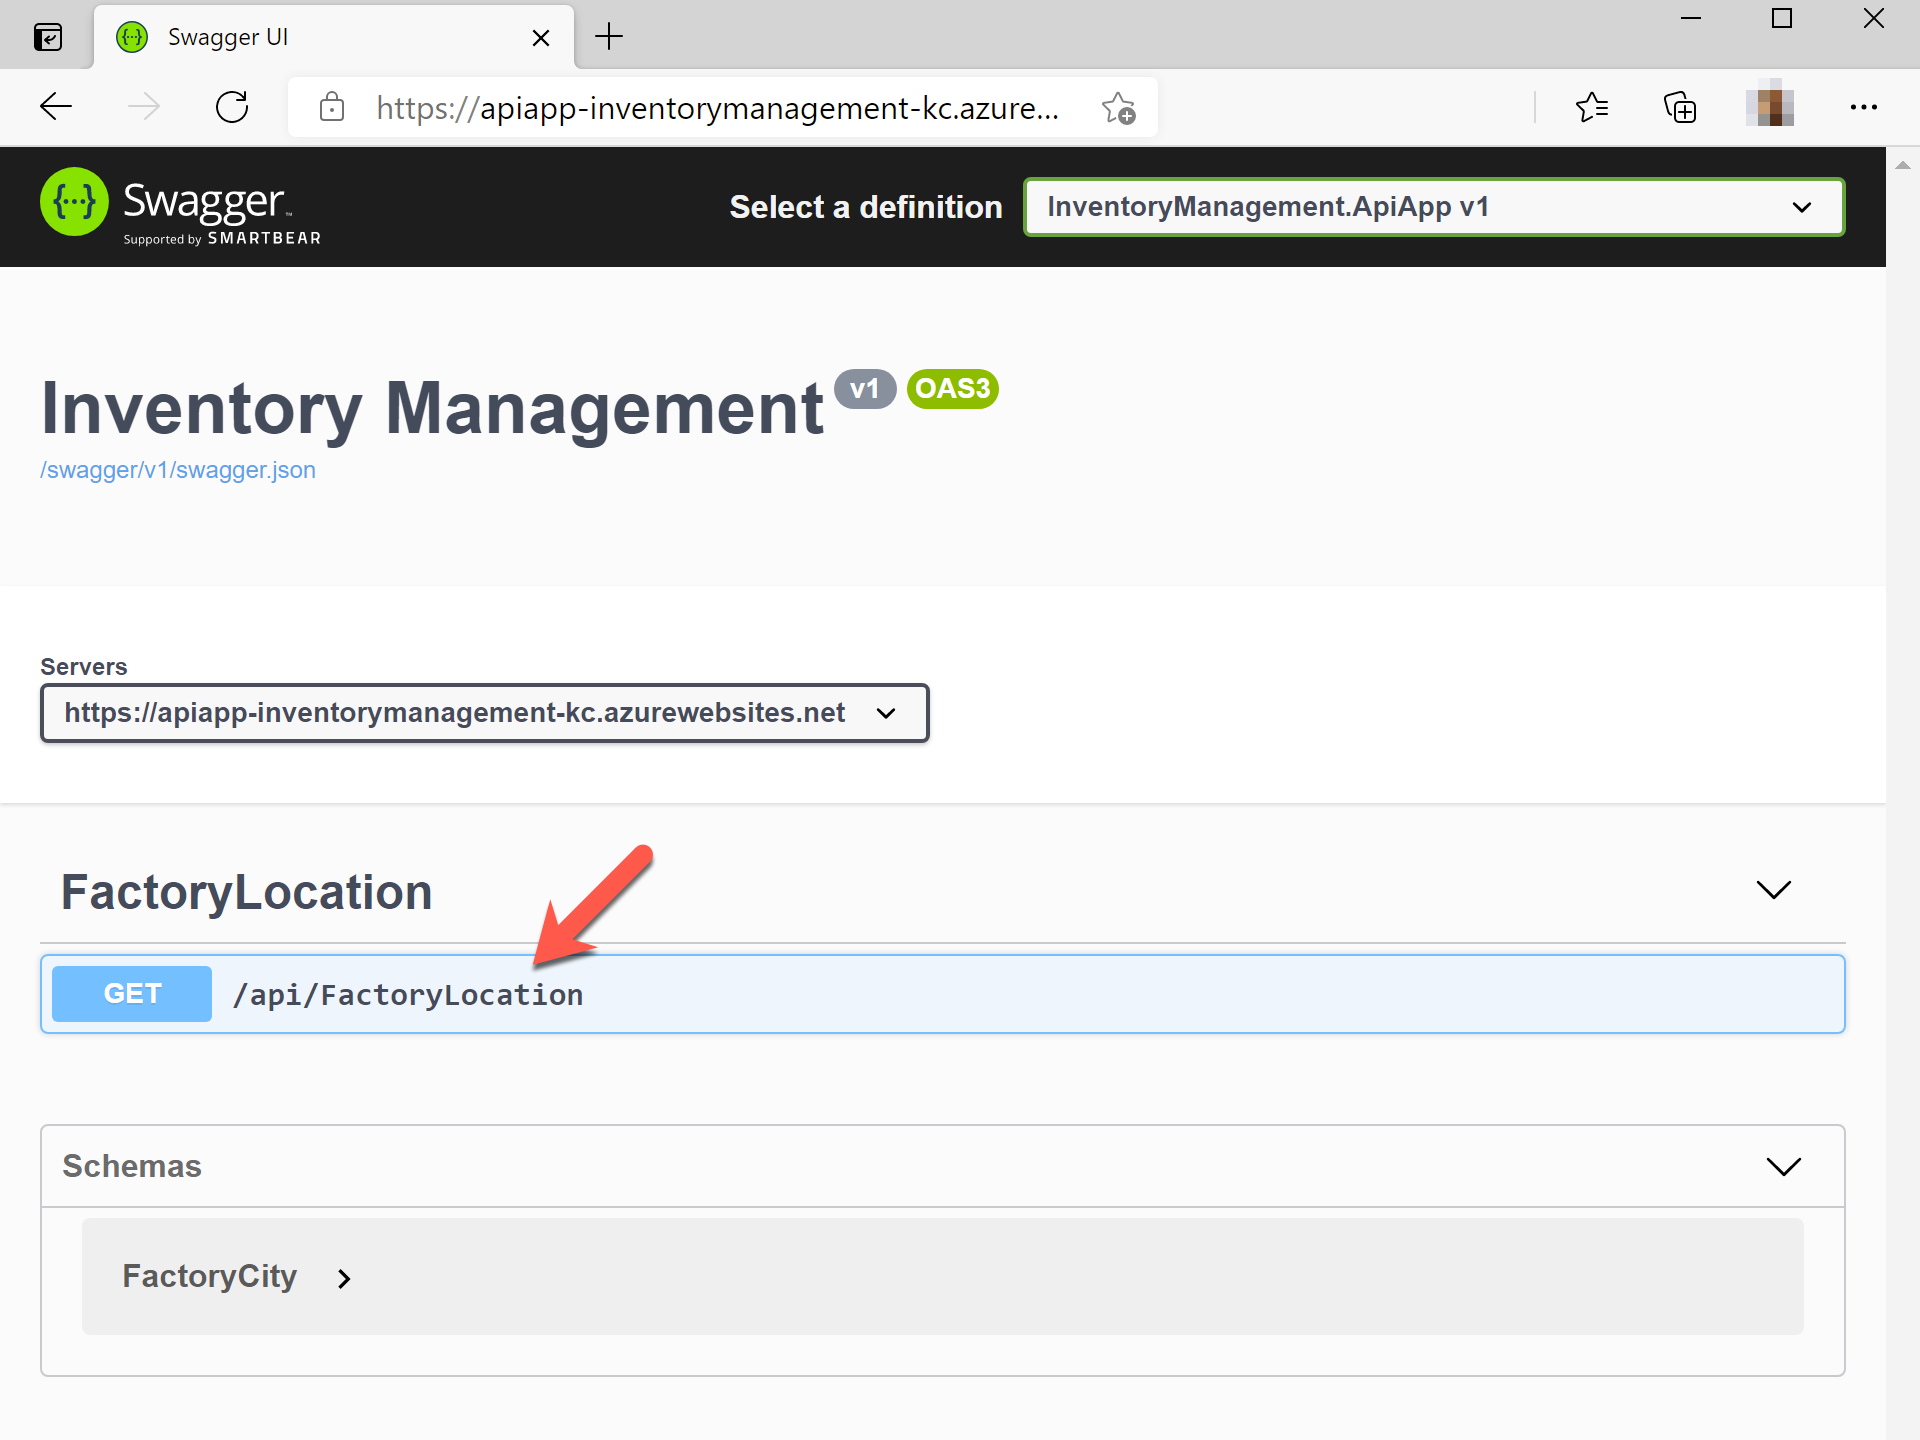 Swagger UI
https://apiapp-inventorymanagement-kc.azure...
{···} Swagger™
Supported by SMARTBEAR
Select a definition
InventoryManagement.ApiApp v1
Inventory Management v1 OAS3
/swagger/v1/swagger.json
Servers
https://apiapp-inventorymanagement-kc.azurewebsites.net
FactoryLocation
GET /api/FactoryLocation
Schemas
FactoryCity